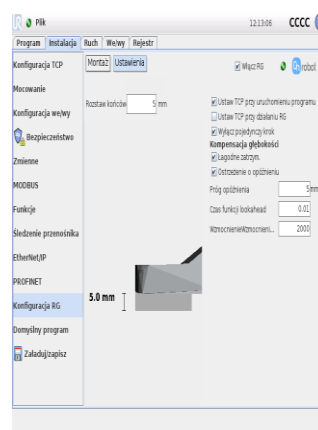 Plik 12:13:06 CCCC
Program Instalacja Ruch We/wy Rejestr
Konfiguracja TCP
Montaż Ustawienia
Włącz RG
robot
Mocowanie
Rozstaw końców 5 mm
Ustaw TCP przy uruchomieniu programu
Konfiguracja we/wy
Ustaw TCP przy działaniu RG
Wyłącz pojedynczy krok
Bezpieczeństwo
Kompensacja głębokości
Łagodne zatrzym.
Zmienne
Ostrzeżenie o opóźnieniu
MODBUS
Próg opóźnienia 5mm
Funkcje
Czas funkcji lookahead 0.01
Śledzenie przenośnika
WzmocnienieWzmocnieni... 2000
EtherNet/IP
PROFINET
Konfiguracja RG
5.0 mm
Domyślny program
Załaduj/zapisz